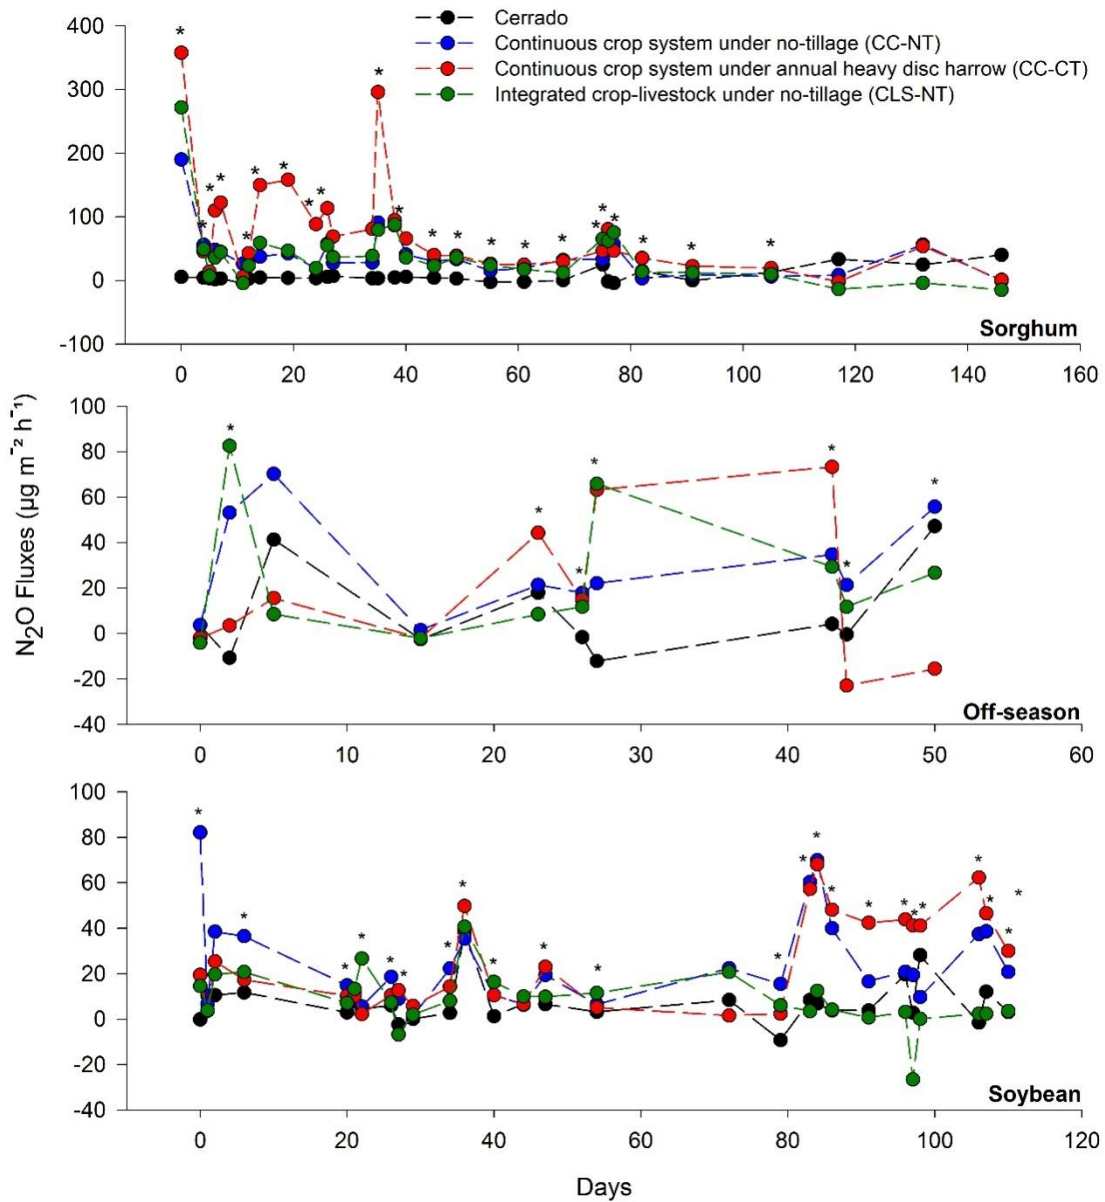 Cerrado
Continuous crop system under no-tillage (CC-NT)
Continuous crop system under annual heavy disc harrow (CC-CT)
Integrated crop-livestock under no-tillage (CLS-NT)
400
300
200
100
0
-100
Sorghum
0 20 40 60 80 100 120 140 160
N₂O Fluxes (µg m⁻² h⁻¹)
100
80
60
40
20
0
-20
-40
Off-season
0 10 20 30 40 50 60
100
80
60
40
20
0
-20
-40
Soybean
0 20 40 60 80 100 120
Days